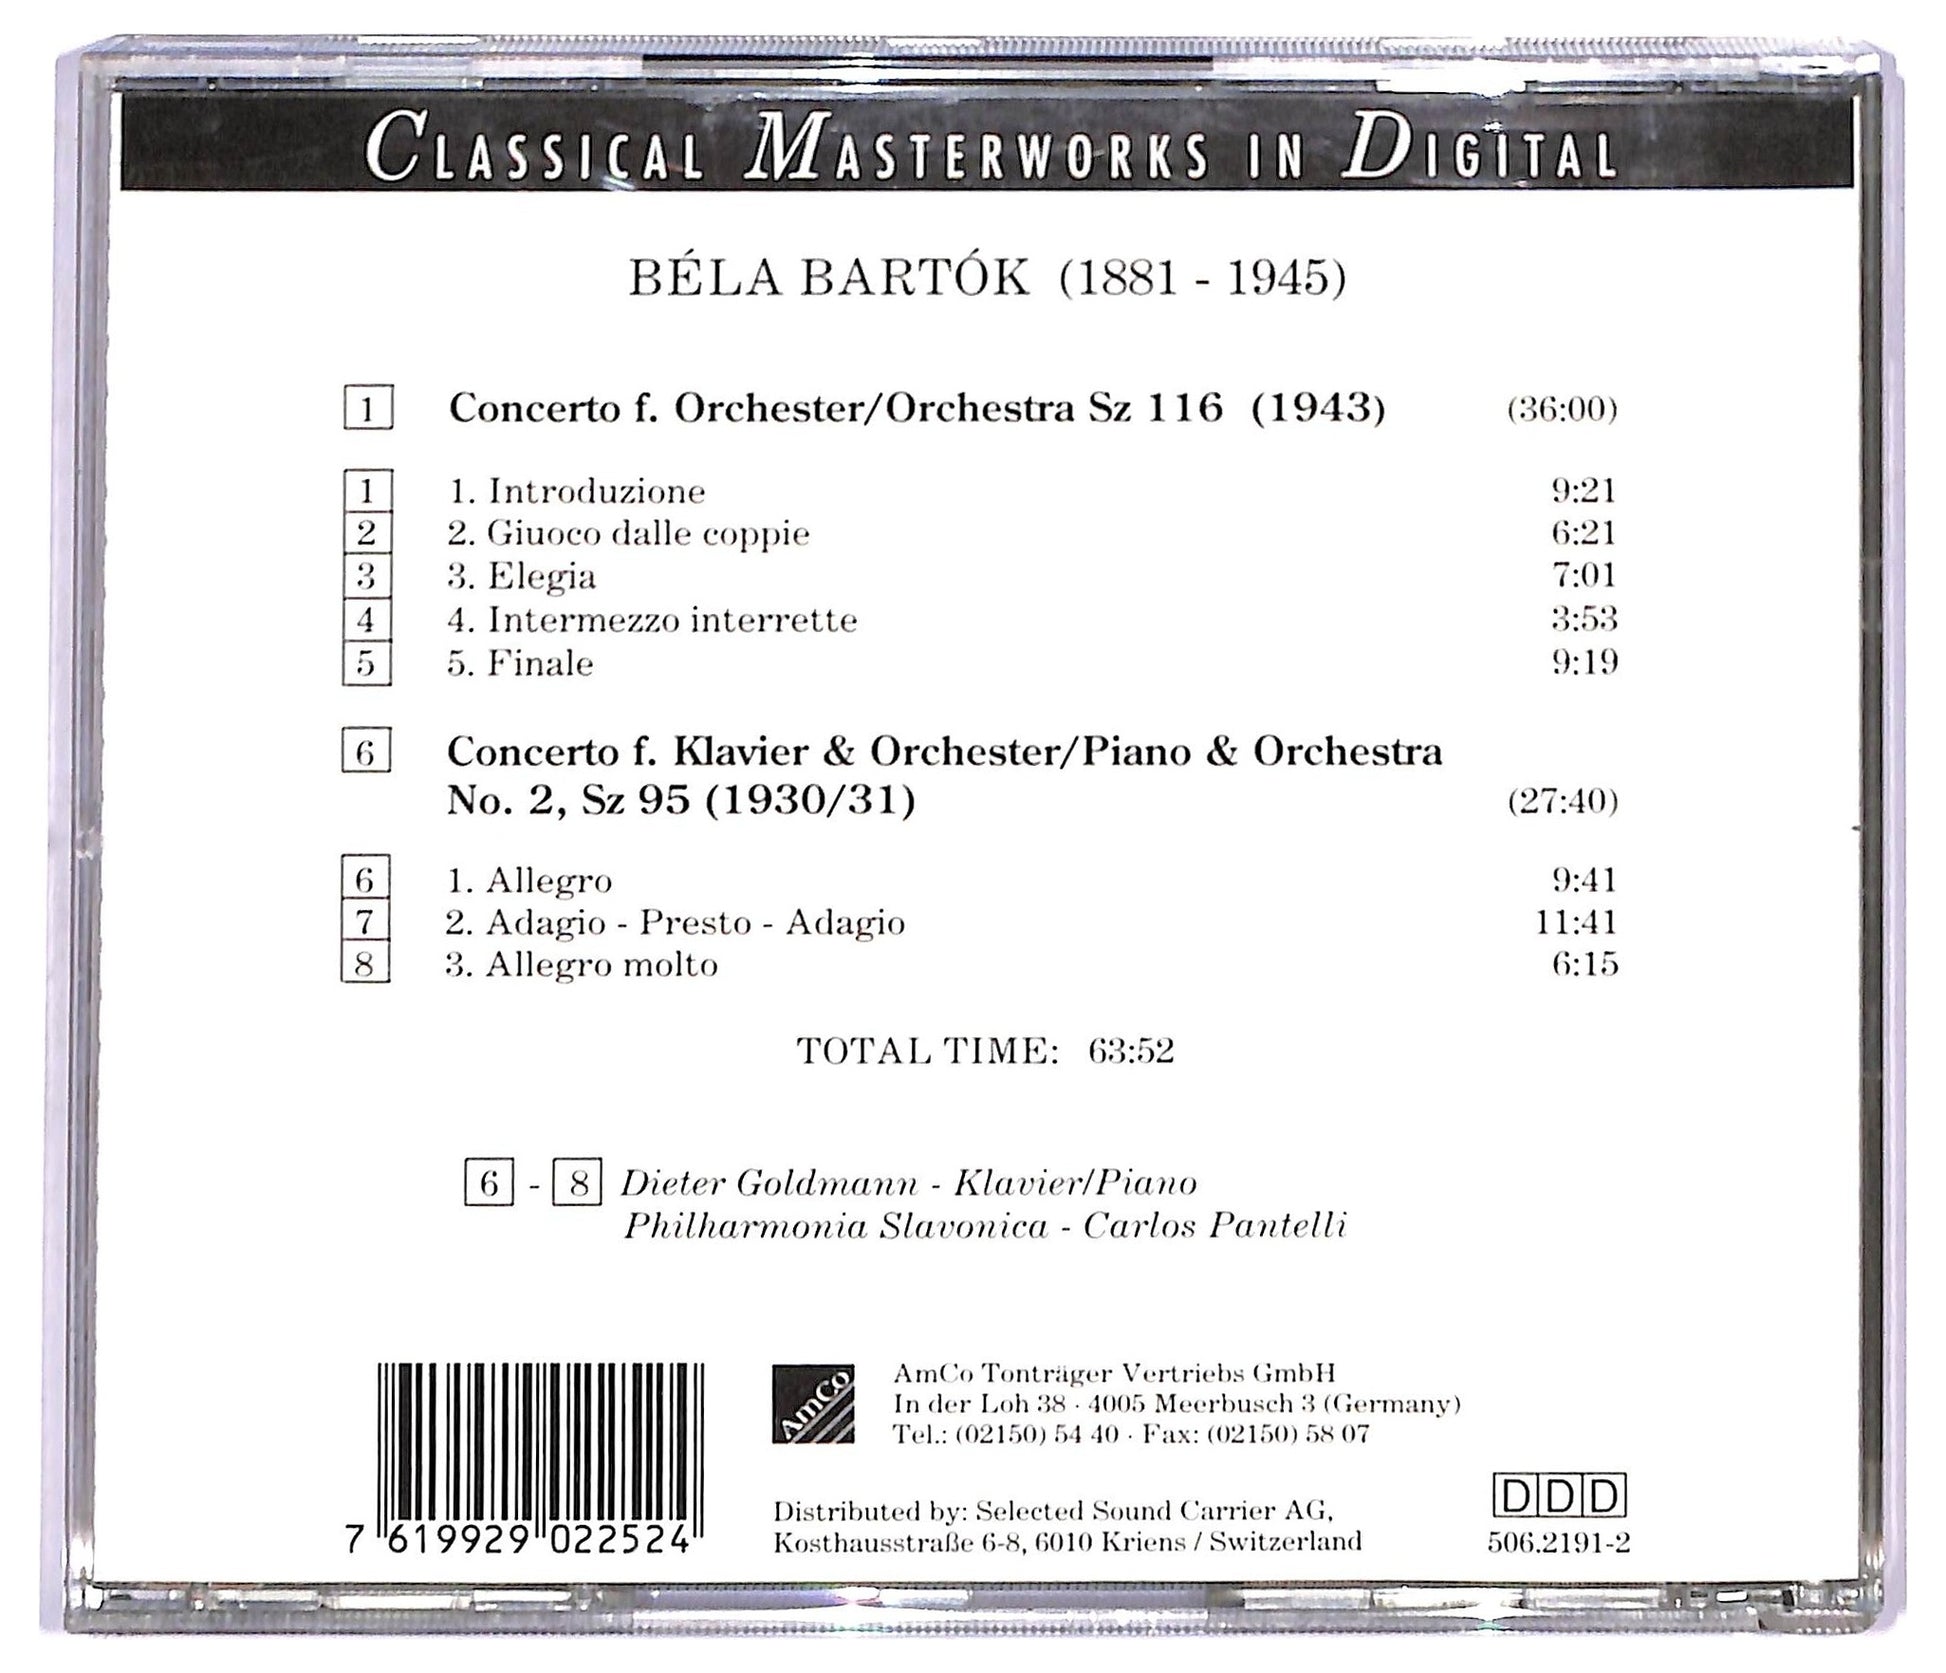 CLASSICAL MASTERWORKS IN DIGITAL
BÉLA BARTÓK (1881 - 1945)
1 Concerto f. Orchester/Orchestra Sz 116 (1943) (36:00)
1 1. Introduzione 9:21
2 2. Giuoco dalle coppie 6:21
3 3. Elegia 7:01
4 4. Intermezzo interrette 3:53
5 5. Finale 9:19
6 Concerto f. Klavier & Orchester/Piano & Orchestra
No. 2, Sz 95 (1930/31) (27:40)
6 1. Allegro 9:41
7 2. Adagio - Presto - Adagio 11:41
8 3. Allegro molto 6:15
TOTAL TIME: 63:52
6 - 8 Dieter Goldmann - Klavier/Piano
Philharmonia Slavonica - Carlos Pantelli
AmCo
AmCo Tonträger Vertriebs GmbH
In der Loh 38 · 4005 Meerbusch 3 (Germany)
Tel.: (02150) 54 40 · Fax: (02150) 58 07
Distributed by: Selected Sound Carrier AG,
Kosthausstraße 6-8, 6010 Kriens / Switzerland
DDD
506.2191-2
7 619929 022524